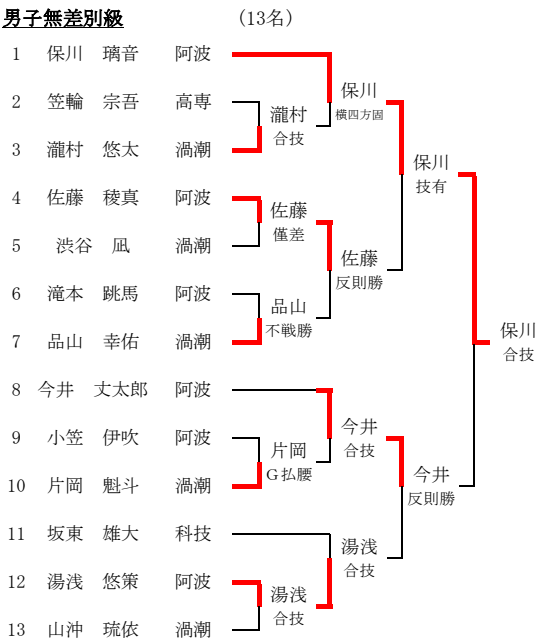 男子無差別級 (13名)
1 保川 璃音 阿波
2 笠輪 宗吾 高専
3 瀧村 悠太 渦潮
4 佐藤 稜真 阿波
5 渋谷 凪 渦潮
6 滝本 跳馬 阿波
7 品山 幸佑 渦潮
8 今井 丈太郎 阿波
9 小笠 伊吹 阿波
10 片岡 魁斗 渦潮
11 坂東 雄大 科技
12 湯浅 悠策 阿波
13 山沖 琉依 渦潮
瀧村
合技
佐藤
僅差
品山
不戦勝
片岡
G払腰
湯浅
合技
保川
横四方固
佐藤
反則勝
今井
合技
湯浅
合技
保川
技有
今井
反則勝
保川
合技